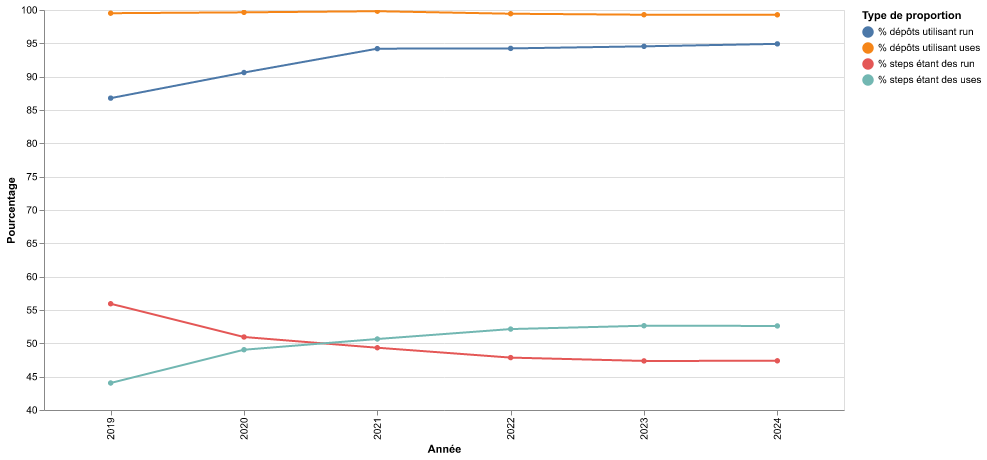 Type de proportion
% dépôts utilisant run
% dépôts utilisant uses
% steps étant des run
% steps étant des uses
Pourcentage
100
95
90
85
80
75
70
65
60
55
50
45
40
2019
2020
2021
2022
2023
2024
Année